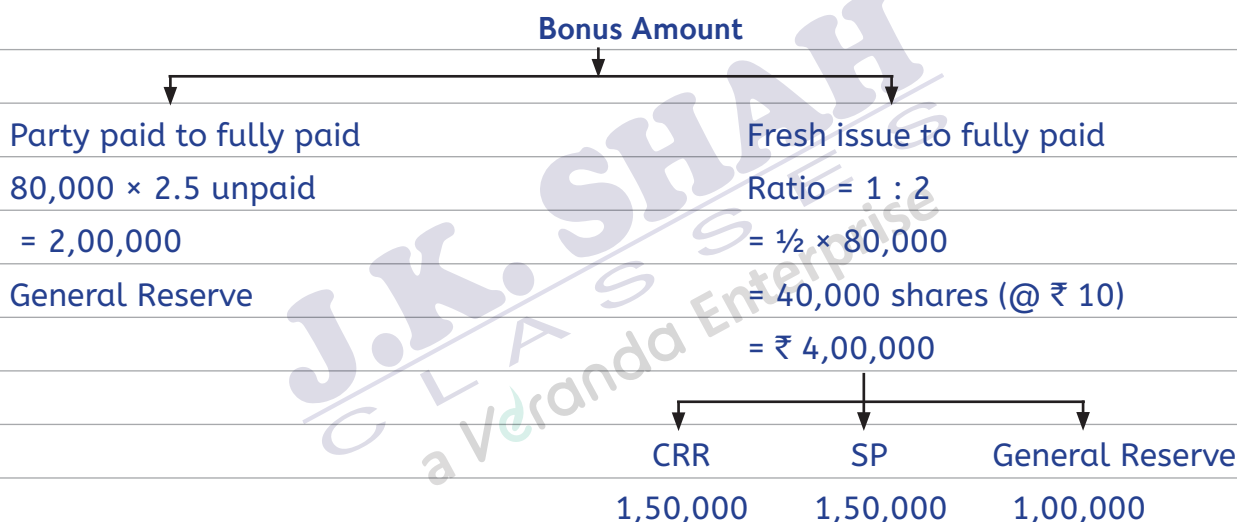 Bonus Amount
Party paid to fully paid
80,000 × 2.5 unpaid
= 2,00,000
General Reserve
Fresh issue to fully paid
Ratio = 1 : 2
= ½ × 80,000
= 40,000 shares (@ ₹ 10)
= ₹ 4,00,000
CRR SP General Reserve
1,50,000 1,50,000 1,00,000
J.K. SHAH
CLASSES
a Veranda Enterprise